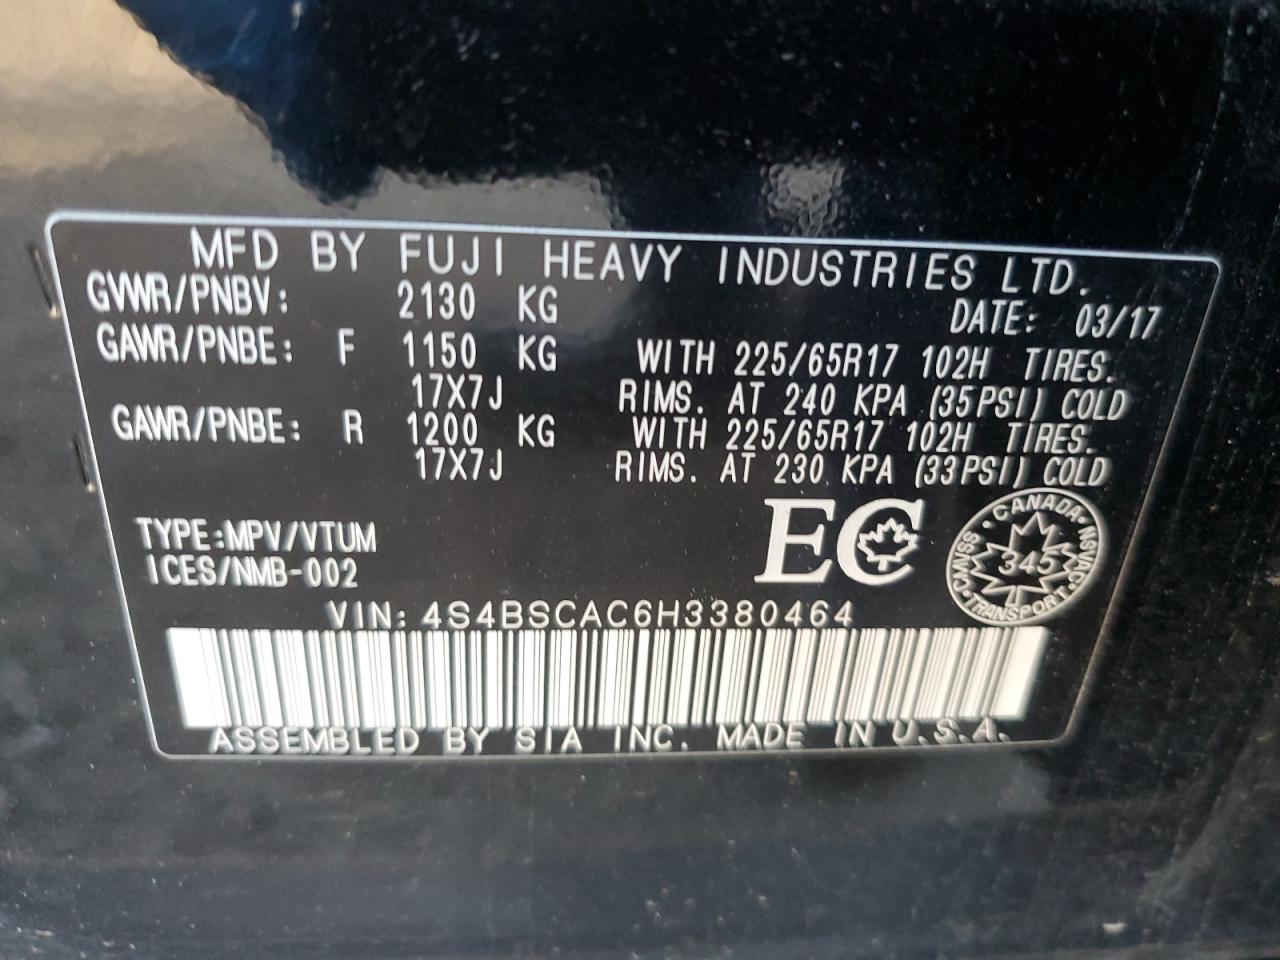 MFD BY FUJI HEAVY INDUSTRIES LTD.
GVWR/PNBV: 2130 KG DATE: 03/17
GAWR/PNBE: F 1150 KG WITH 225/65R17 102H TIRES.
17X7J RIMS. AT 240 KPA (35PSI) COLD
GAWR/PNBE: R 1200 KG WITH 225/65R17 102H TIRES.
17X7J RIMS. AT 230 KPA (33PSI) COLD
TYPE:MPV/VTUM
ICES/NMB-002
EC
CANADA · NSVAC · TRANSPORT · CMVSS ·
345
VIN: 4S4BSCAC6H3380464
ASSEMBLED BY SIA INC. MADE IN U.S.A.